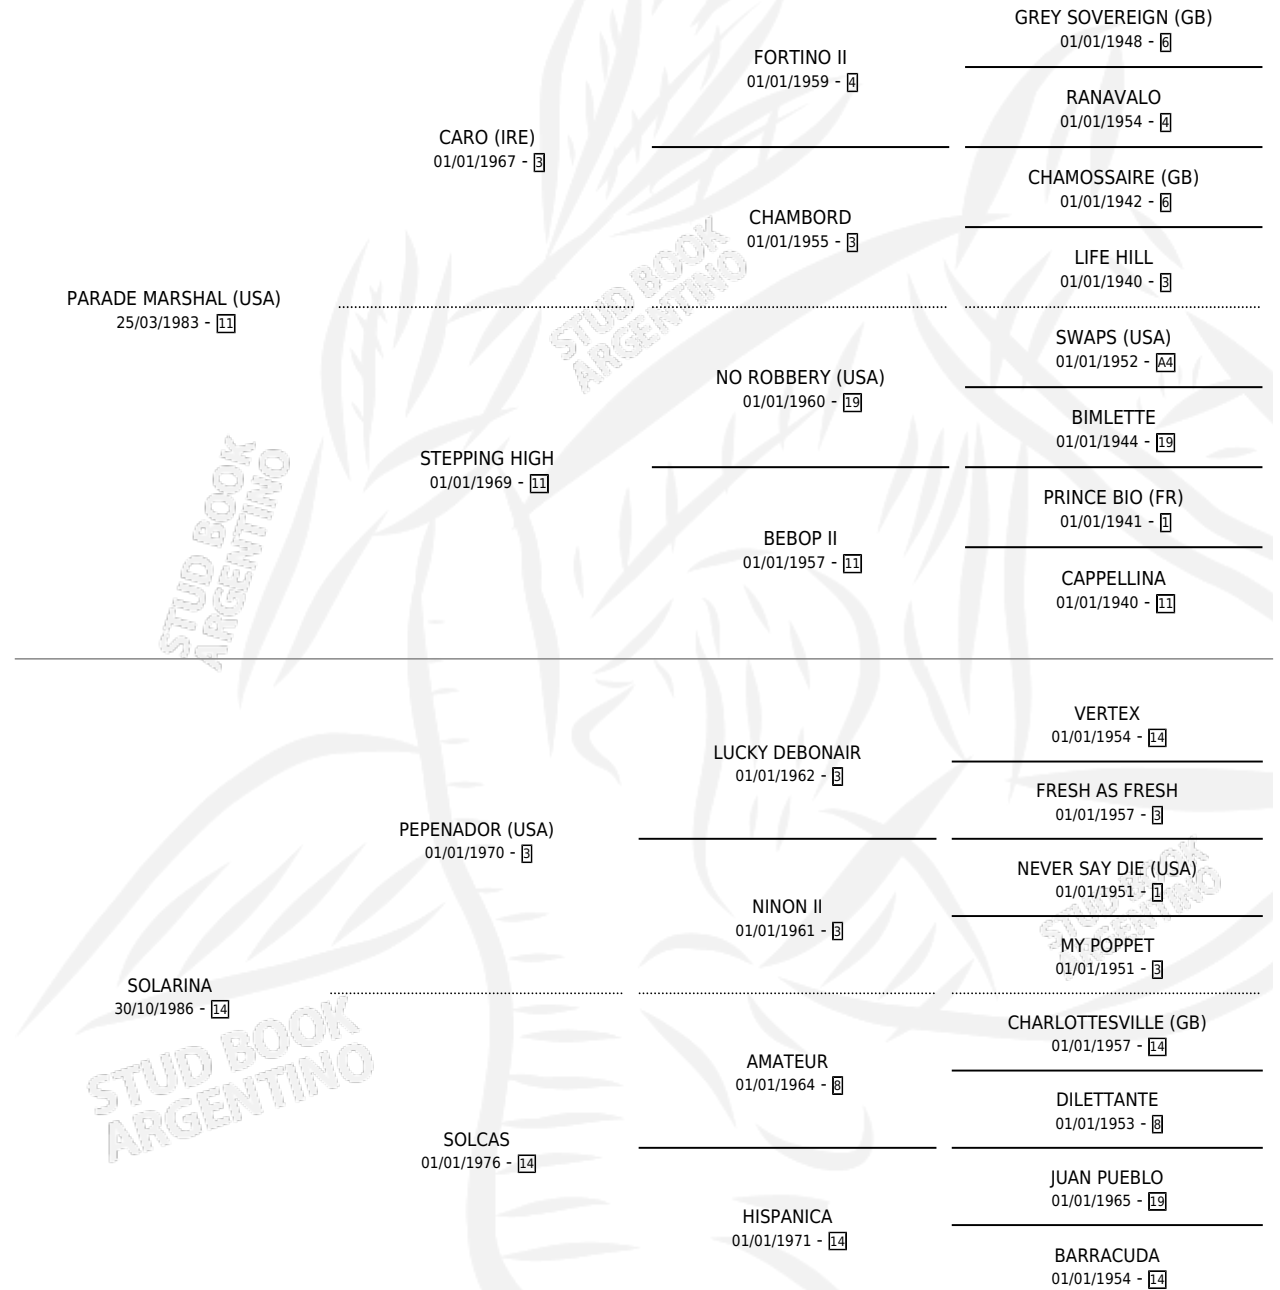 GREY SOVEREIGN (GB)
01/01/1948 - 6
FORTINO II
01/01/1959 - 4
RANAVALO
01/01/1954 - 4
CARO (IRE)
01/01/1967 - 3
CHAMOSSAIRE (GB)
01/01/1942 - 6
CHAMBORD
01/01/1955 - 3
LIFE HILL
01/01/1940 - 3
PARADE MARSHAL (USA)
25/03/1983 - 11
SWAPS (USA)
01/01/1952 - A4
NO ROBBERY (USA)
01/01/1960 - 19
BIMLETTE
01/01/1944 - 19
STEPPING HIGH
01/01/1969 - 11
PRINCE BIO (FR)
01/01/1941 - 1
BEBOP II
01/01/1957 - 11
CAPPELLINA
01/01/1940 - 11
VERTEX
01/01/1954 - 14
LUCKY DEBONAIR
01/01/1962 - 3
FRESH AS FRESH
01/01/1957 - 3
PEPENADOR (USA)
01/01/1970 - 3
NEVER SAY DIE (USA)
01/01/1951 - 1
NINON II
01/01/1961 - 3
MY POPPET
01/01/1951 - 3
SOLARINA
30/10/1986 - 14
CHARLOTTESVILLE (GB)
01/01/1957 - 14
AMATEUR
01/01/1964 - 8
DILETTANTE
01/01/1953 - 8
SOLCAS
01/01/1976 - 14
JUAN PUEBLO
01/01/1965 - 19
HISPANICA
01/01/1971 - 14
BARRACUDA
01/01/1954 - 14
STUD BOOK
ARGENTINO
STUD BOOK
ARGENTINO
STUD BOOK
ARGENTINO
STUD BOOK
ARGENTINO